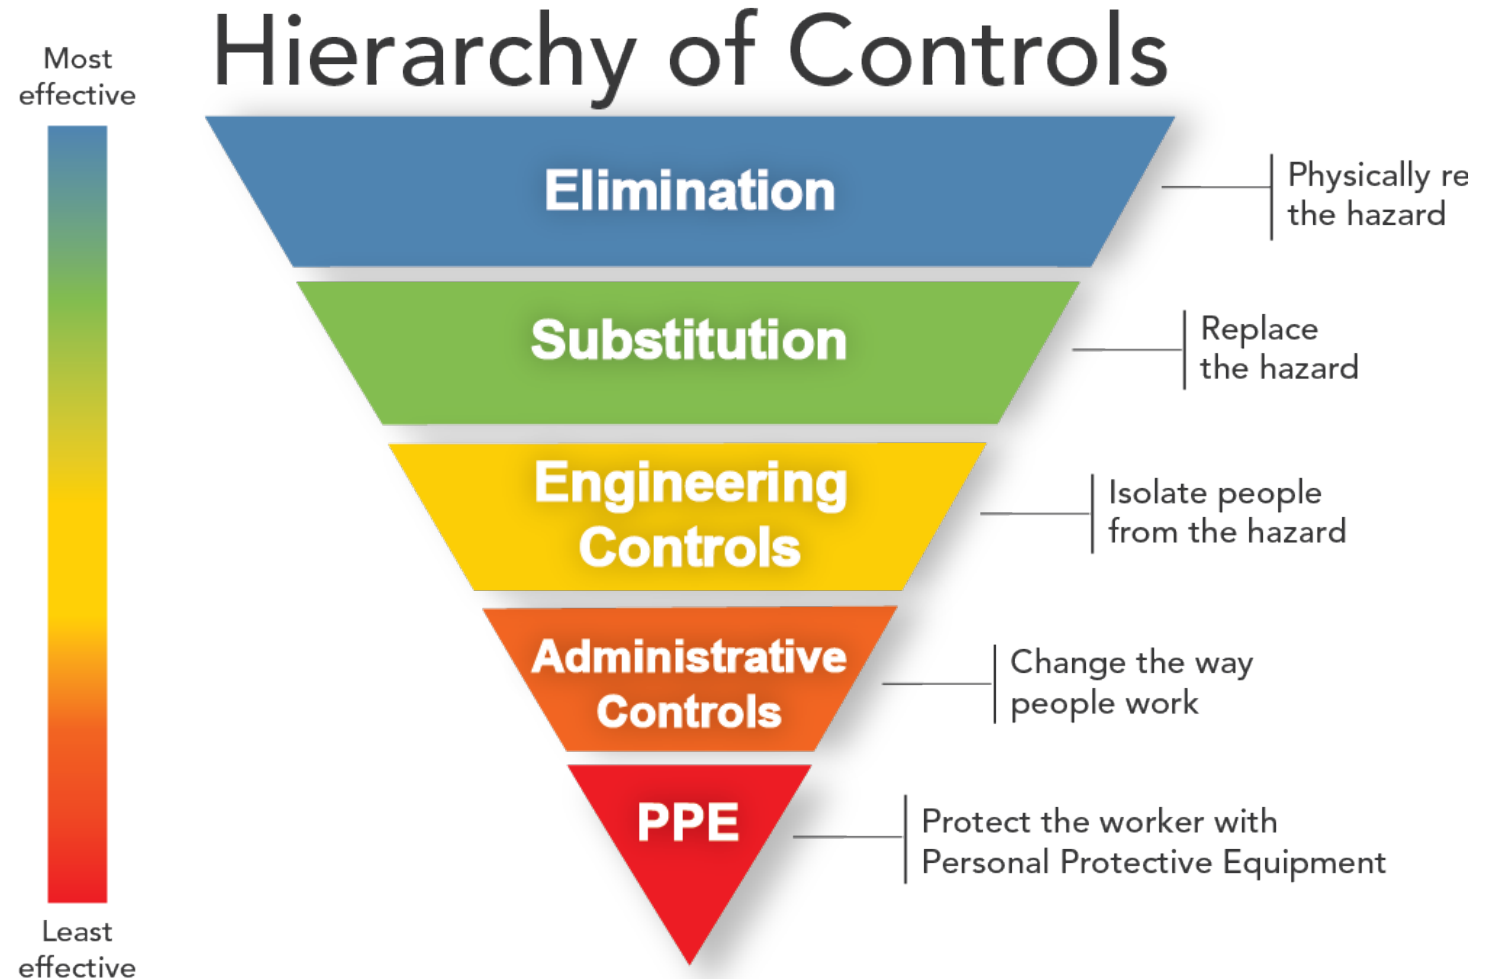 Hierarchy of Controls
Most
effective
Elimination
Physically re
the hazard
Substitution
Replace
the hazard
Engineering
Controls
Isolate people
from the hazard
Administrative
Controls
Change the way
people work
PPE
Protect the worker with
Personal Protective Equipment
Least
effective